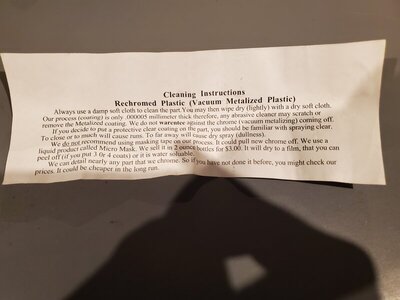 Cleaning Instructions
Rechromed Plastic (Vacuum Metalized Plastic)
Always use a damp soft cloth to clean the part. You may then wipe dry (lightly) with a dry soft cloth.
Our process (coating) is only .000005 millimeter thick therefore, any abrasive cleaner may scratch or
remove the Metalized coating. We do not warentee against the chrome (vacuum metalizing) coming off.
If you decide to put a protective clear coating on the part, you should be familiar with spraying clear.
To close or to much will cause runs. To far away will cause dry spray (dullness).
We do not recommend using masking tape on our process. It could pull new chrome off. We use a
liquid product called Micro Mask. We sell it in 2 ounce bottles for $3.00. It will dry to a film, that you can
peel off (if you put 3 0r 4 coats) or it is water soluable.
We can detail nearly any part that we chrome. So if you have not done it before, you might check our
prices. It could be cheaper in the long run.